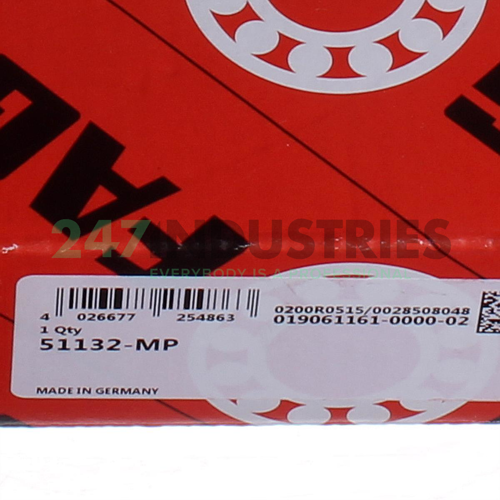 FAG
247 INDUSTRIES
EVERYBODY IS A
4 026677 254863
0200R0515/0028508048
019061161-0000-02
1 Qty
51132-MP
MADE IN GERMANY